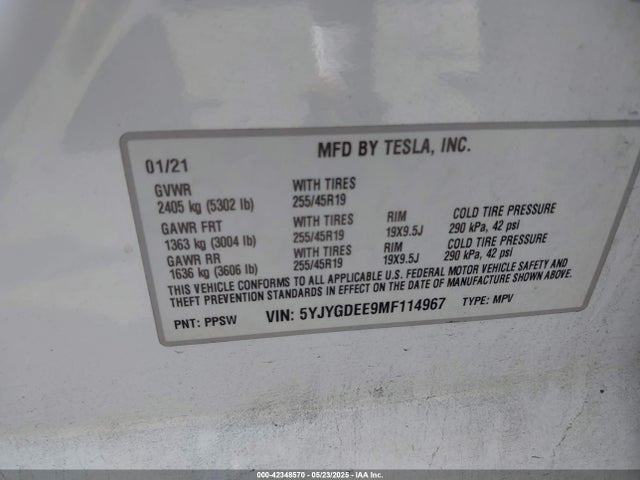 MFD BY TESLA, INC.
01/21
GVWR WITH TIRES
2405 kg (5302 lb) 255/45R19
GAWR FRT WITH TIRES RIM COLD TIRE PRESSURE
1363 kg (3004 lb) 255/45R19 19X9.5J 290 kPa, 42 psi
GAWR RR WITH TIRES RIM COLD TIRE PRESSURE
1636 kg (3606 lb) 255/45R19 19X9.5J 290 kPa, 42 psi
THIS VEHICLE CONFORMS TO ALL APPLICABLE U.S. FEDERAL MOTOR VEHICLE SAFETY AND
THEFT PREVENTION STANDARDS IN EFFECT ON THE DATE OF MANUFACTURE SHOWN ABOVE.
PNT: PPSW VIN: 5YJYGDEE9MF114967 TYPE: MPV
000-42348570 - 05/23/2025 - IAAI.COM